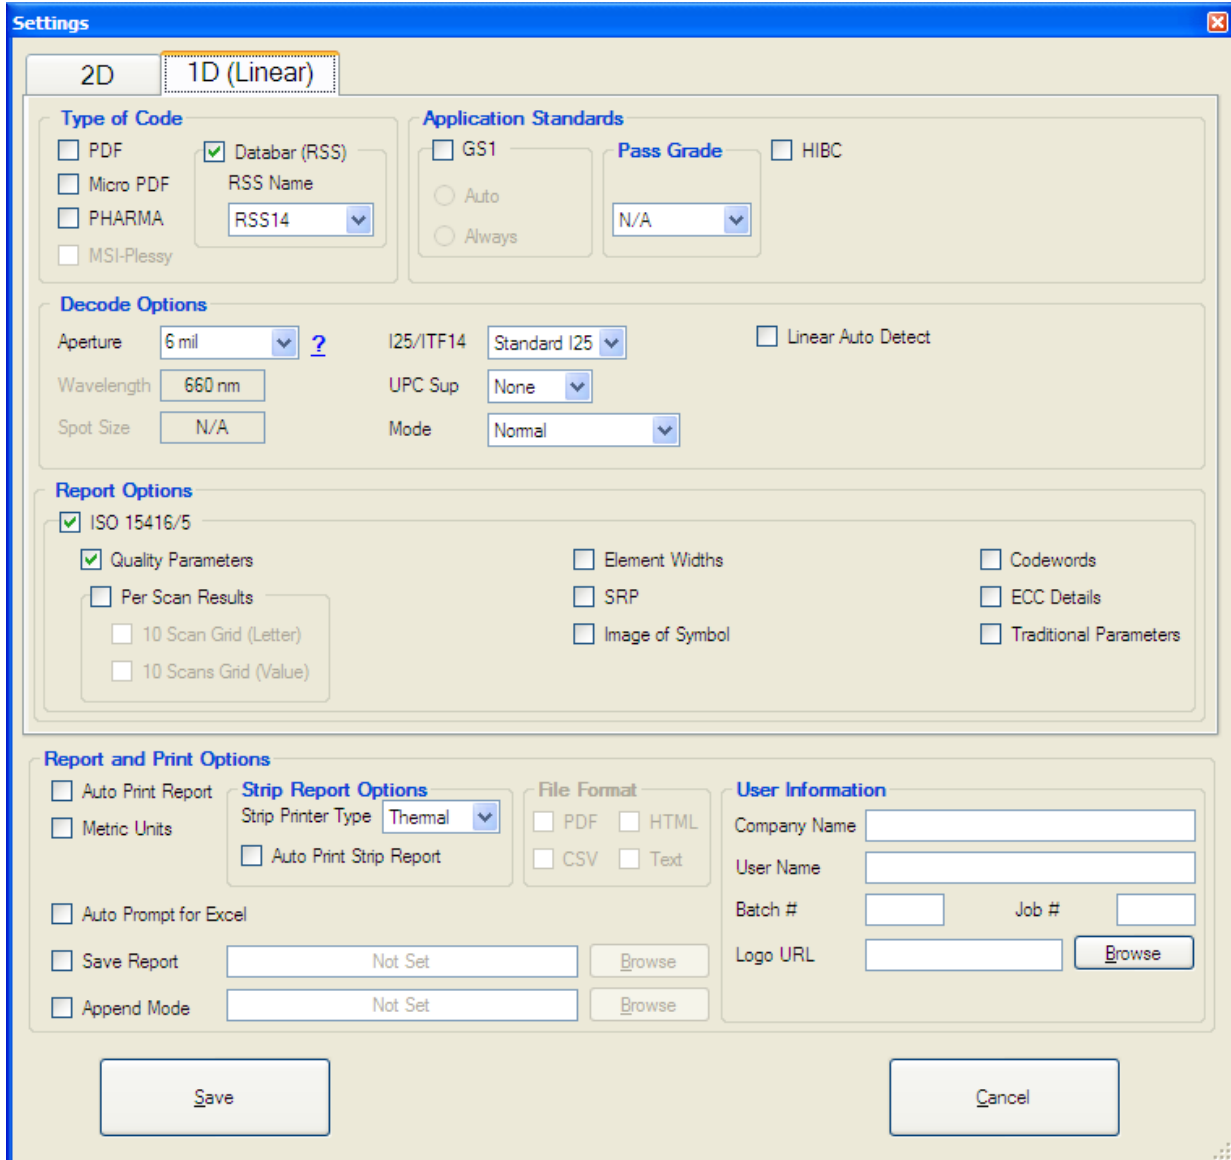 Settings
2D
1D (Linear)
Type of Code
PDF
Micro PDF
PHARMA
MSI-Plessy
Databar (RSS)
RSS Name
RSS14
Application Standards
GS1
Auto
Always
Pass Grade
N/A
HIBC
Decode Options
Aperture
6 mil
?
Wavelength
660 nm
Spot Size
N/A
I25/ITF14
Standard I25
UPC Sup
None
Mode
Normal
Linear Auto Detect
Report Options
ISO 15416/5
Quality Parameters
Per Scan Results
10 Scan Grid (Letter)
10 Scans Grid (Value)
Element Widths
SRP
Image of Symbol
Codewords
ECC Details
Traditional Parameters
Report and Print Options
Auto Print Report
Metric Units
Strip Report Options
Strip Printer Type
Thermal
Auto Print Strip Report
File Format
PDF
HTML
CSV
Text
Auto Prompt for Excel
Save Report
Not Set
Browse
Append Mode
Not Set
Browse
User Information
Company Name
User Name
Batch #
Job #
Logo URL
Browse
Save
Cancel